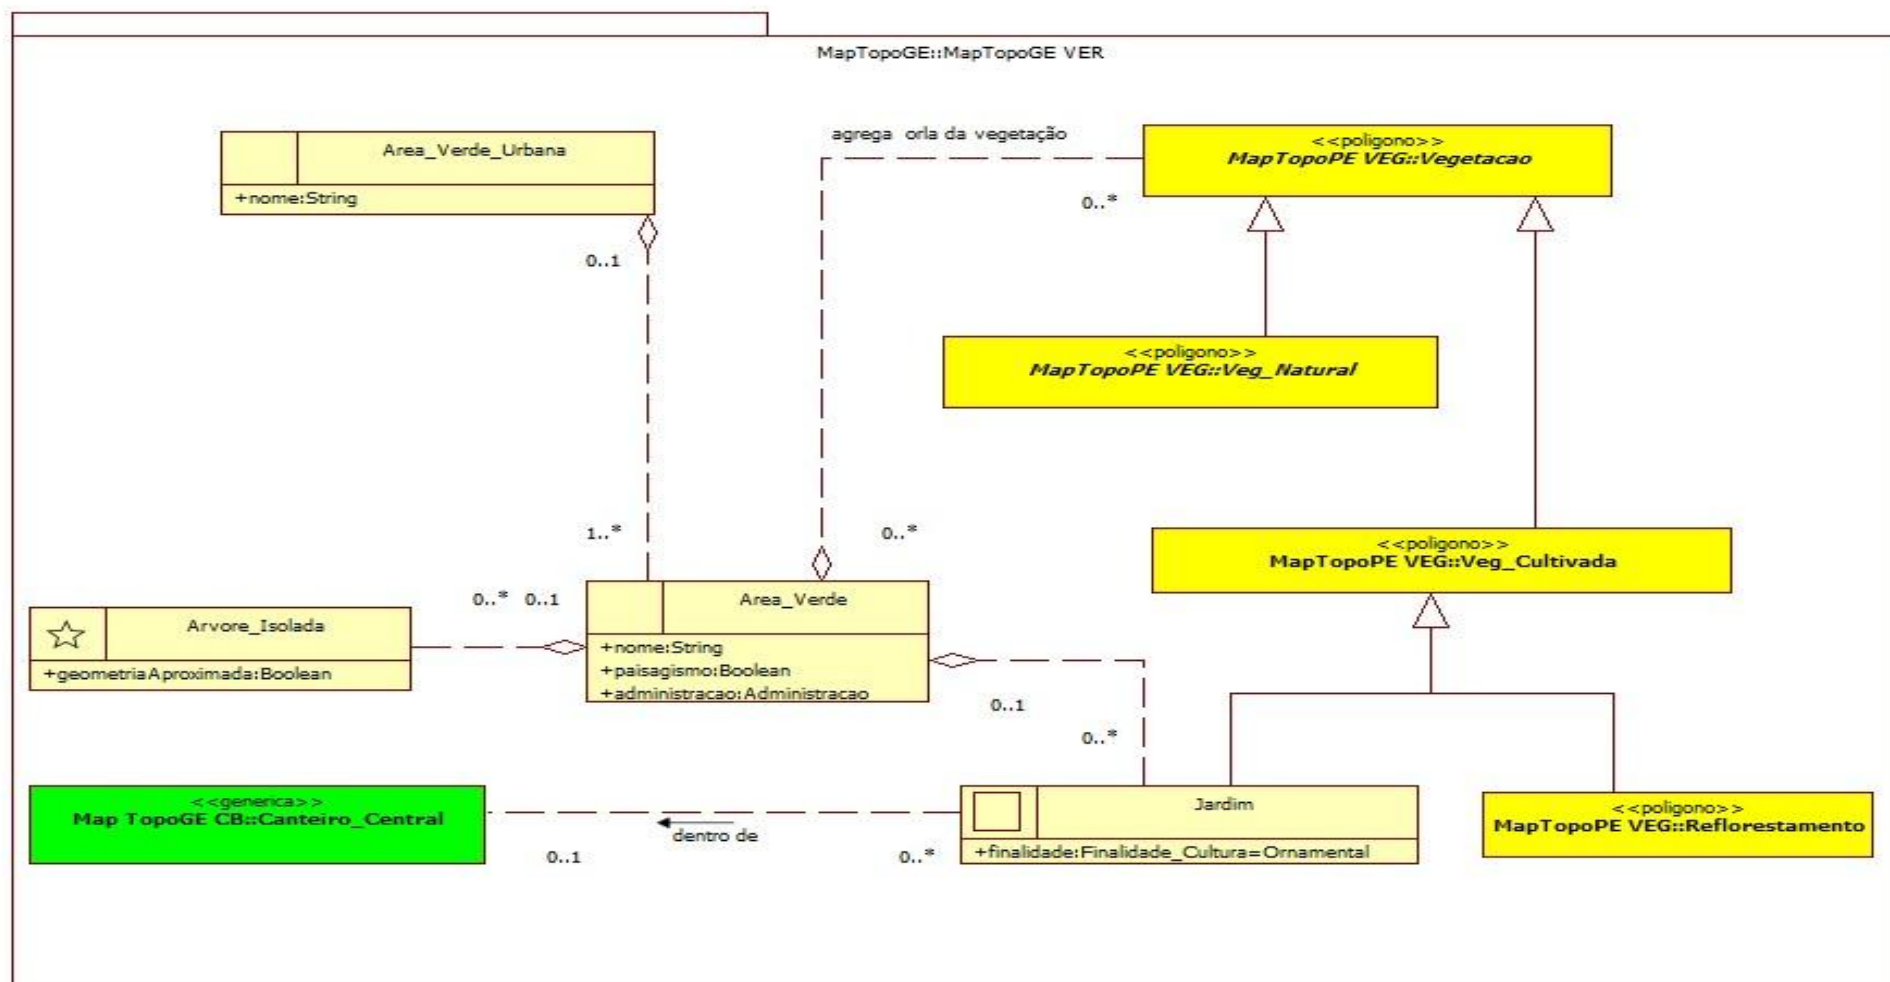 MapTopoGE::MapTopoGE VER
Area_Verde_Urbana
+nome:String
0..1
1..*
agrega orla da vegetação
0..*
0..*
<<poligono>>
MapTopoPE VEG::Vegetacao
<<poligono>>
MapTopoPE VEG::Veg_Natural
<<poligono>>
MapTopoPE VEG::Veg_Cultivada
0..* 0..1
Arvore_Isolada
+geometriaAproximada:Boolean
Area_Verde
+nome:String
+paisagismo:Boolean
+administracao:Administracao
0..1
0..*
<<generica>>
Map TopoGE CB::Canteiro_Central
dentro de
0..1
0..*
Jardim
+finalidade:Finalidade_Cultura=Ornamental
<<poligono>>
MapTopoPE VEG::Reflorestamento